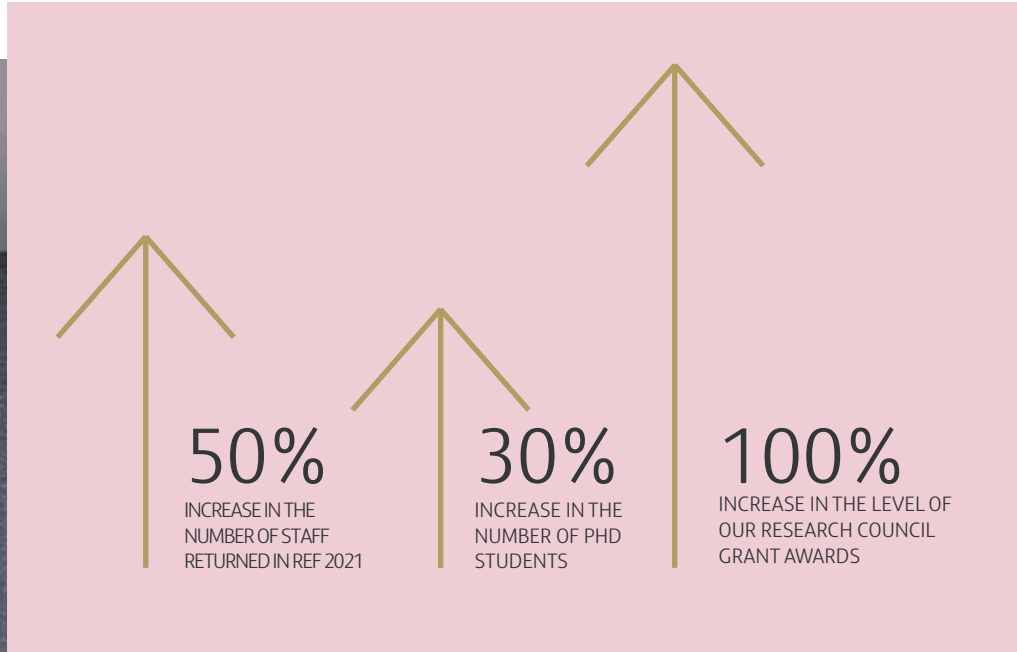 50%
INCREASE IN THE
NUMBER OF STAFF
RETURNED IN REF 2021
30%
INCREASE IN THE
NUMBER OF PHD
STUDENTS
100%
INCREASE IN THE LEVEL OF
OUR RESEARCH COUNCIL
GRANT AWARDS